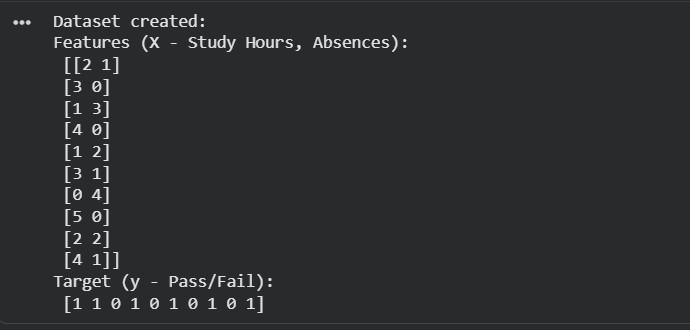 Dataset created:
Features (X - Study Hours, Absences):
[[2 1]
[3 0]
[1 3]
[4 0]
[1 2]
[3 1]
[0 4]
[5 0]
[2 2]
[4 1]]
Target (y - Pass/Fail):
[1 1 0 1 0 1 0 1 0 1]